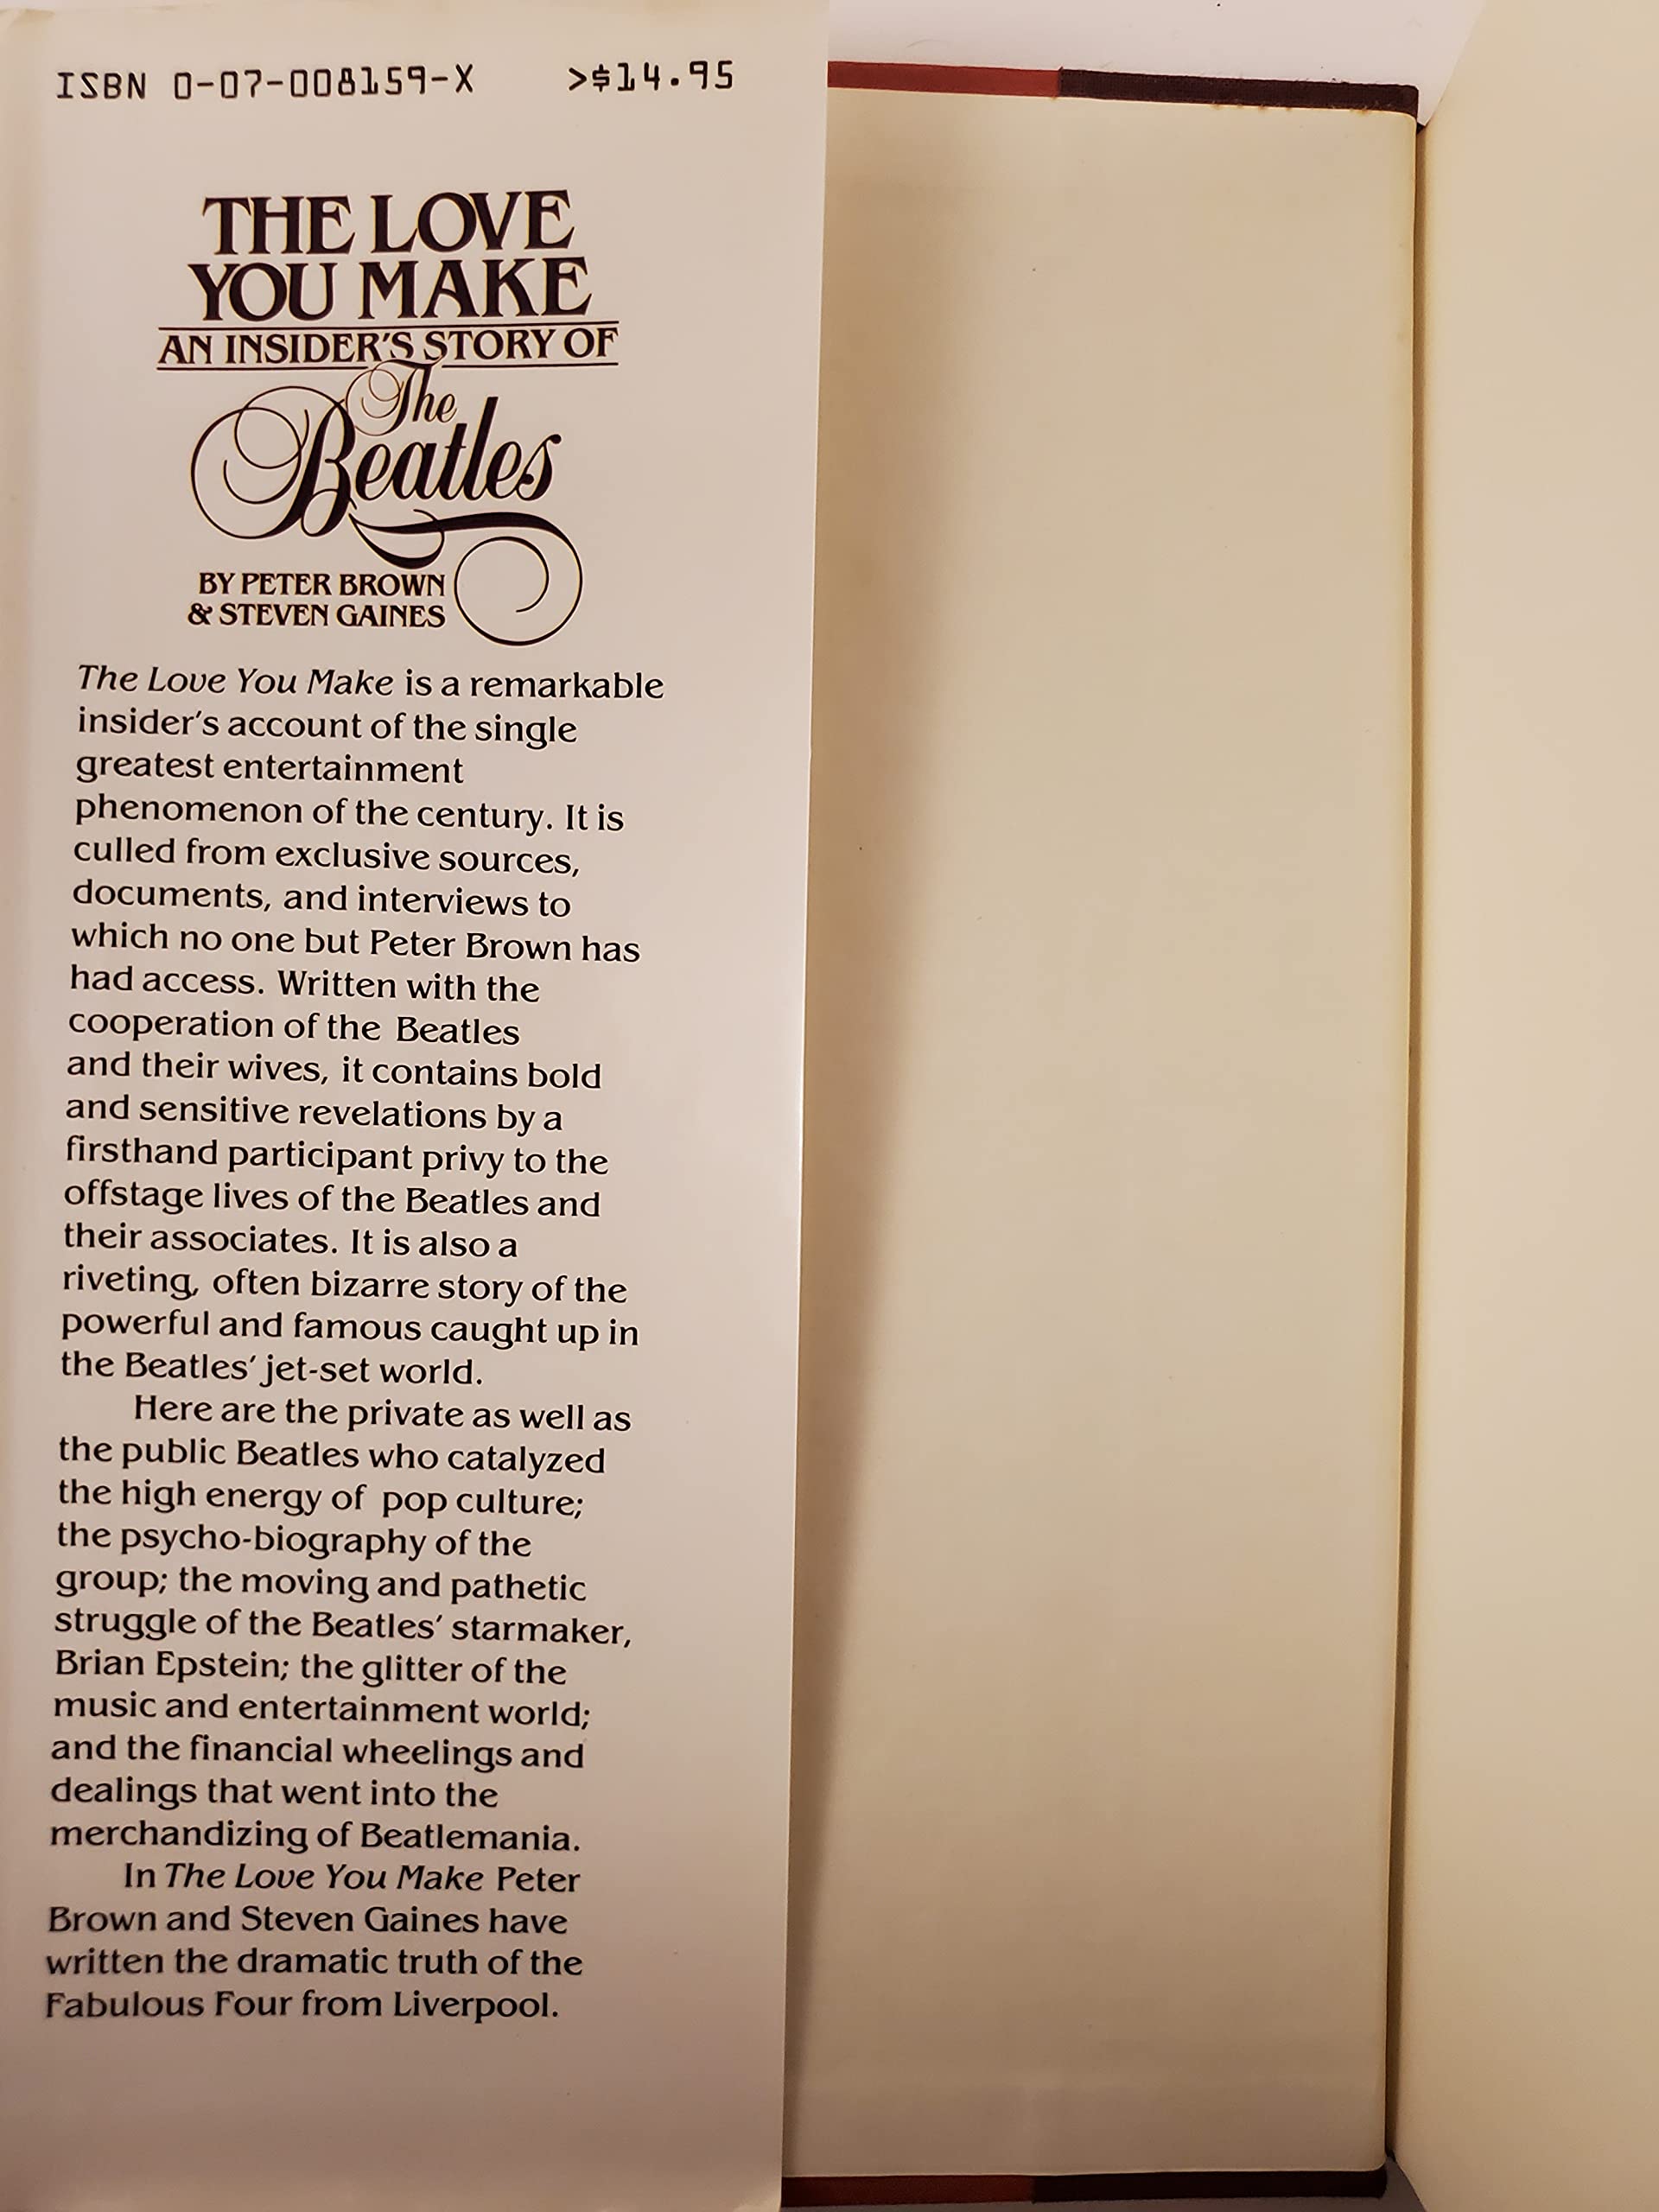 ISBN 0-07-008159-X >$14.95
THE LOVE
YOU MAKE
AN INSIDER'S STORY OF
The
Beatles
BY PETER BROWN
& STEVEN GAINES
The Love You Make is a remarkable
insider's account of the single
greatest entertainment
phenomenon of the century. It is
culled from exclusive sources,
documents, and interviews to
which no one but Peter Brown has
had access. Written with the
cooperation of the Beatles
and their wives, it contains bold
and sensitive revelations by a
firsthand participant privy to the
offstage lives of the Beatles and
their associates. It is also a
riveting, often bizarre story of the
powerful and famous caught up in
the Beatles' jet-set world.
Here are the private as well as
the public Beatles who catalyzed
the high energy of pop culture;
the psycho-biography of the
group; the moving and pathetic
struggle of the Beatles' starmaker,
Brian Epstein; the glitter of the
music and entertainment world;
and the financial wheelings and
dealings that went into the
merchandizing of Beatlemania.
In The Love You Make Peter
Brown and Steven Gaines have
written the dramatic truth of the
Fabulous Four from Liverpool.